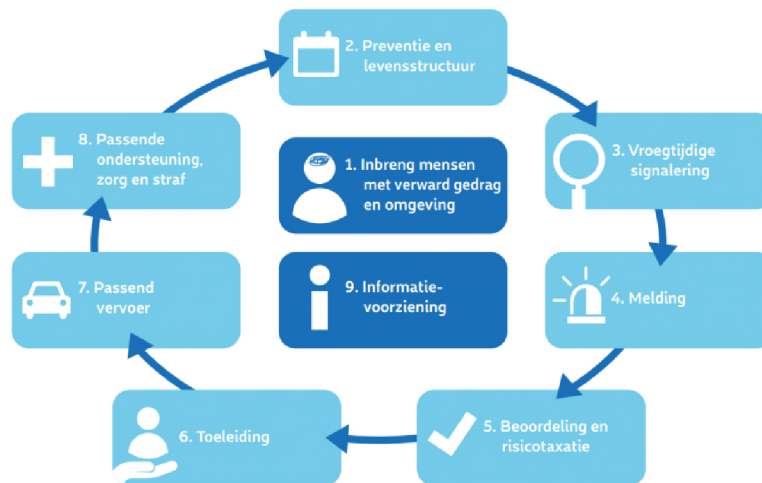 2. Preventie en
levensstructuur
8. Passende
ondersteuning,
zorg en straf
1. Inbreng mensen
met verward gedrag
en omgeving
3. Vroegtijdige
signalering
7. Passend
vervoer
9. Informatie-
voorziening
4. Melding
6. Toeleiding
5. Beoordeling en
risicotaxatie